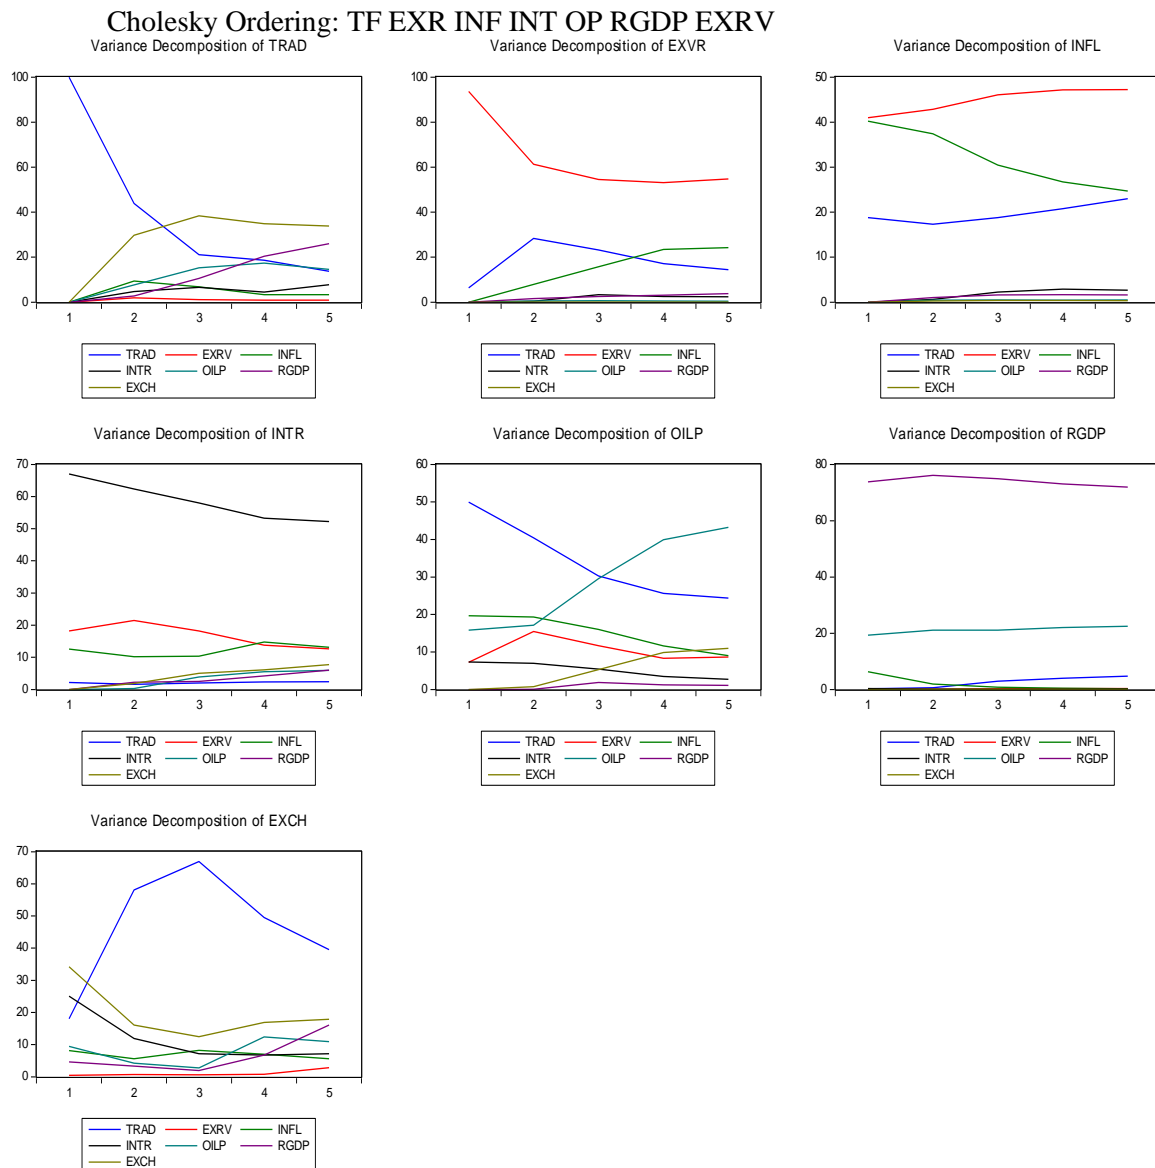 Cholesky Ordering: TF EXR INF INT OP RGDP EXRV
Variance Decomposition of TRAD
100
80
60
40
20
0
1 2 3 4 5
TRAD EXRV INFL
INTR OILP RGDP
EXCH
Variance Decomposition of EXVR
100
80
60
40
20
0
1 2 3 4 5
TRAD EXRV INFL
NTR OILP RGDP
EXCH
Variance Decomposition of INFL
50
40
30
20
10
0
1 2 3 4 5
TRAD EXRV INFL
INTR OILP RGDP
EXCH
Variance Decomposition of INTR
70
60
50
40
30
20
10
0
1 2 3 4 5
TRAD EXRV INFL
INTR OILP RGDP
EXCH
Variance Decomposition of OILP
60
50
40
30
20
10
0
1 2 3 4 5
TRAD EXRV INFL
INTR OILP RGDP
EXCH
Variance Decomposition of RGDP
80
60
40
20
0
1 2 3 4 5
TRAD EXRV INFL
INTR OILP RGDP
EXCH
Variance Decomposition of EXCH
70
60
50
40
30
20
10
0
1 2 3 4 5
TRAD EXRV INFL
INTR OILP RGDP
EXCH